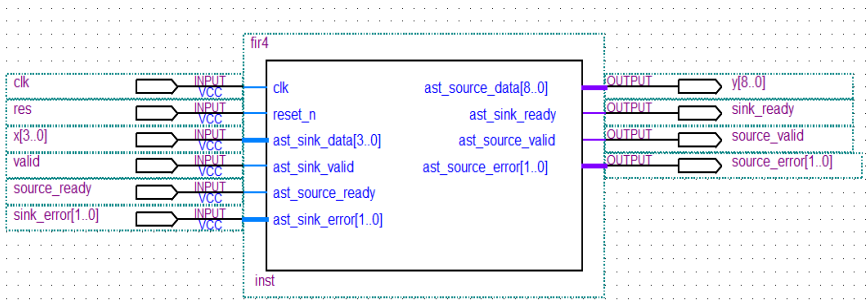 fir4
clk INPUT VCC clk ast_source_data[8..0] OUTPUT y[8..0]
res INPUT VCC reset_n ast_sink_ready OUTPUT sink_ready
x[3..0] INPUT VCC ast_sink_data[3..0] ast_source_valid OUTPUT source_valid
valid INPUT VCC ast_sink_valid ast_source_error[1..0] OUTPUT source_error[1..0]
source_ready INPUT VCC ast_source_ready
sink_error[1..0] INPUT VCC ast_sink_error[1..0]
inst